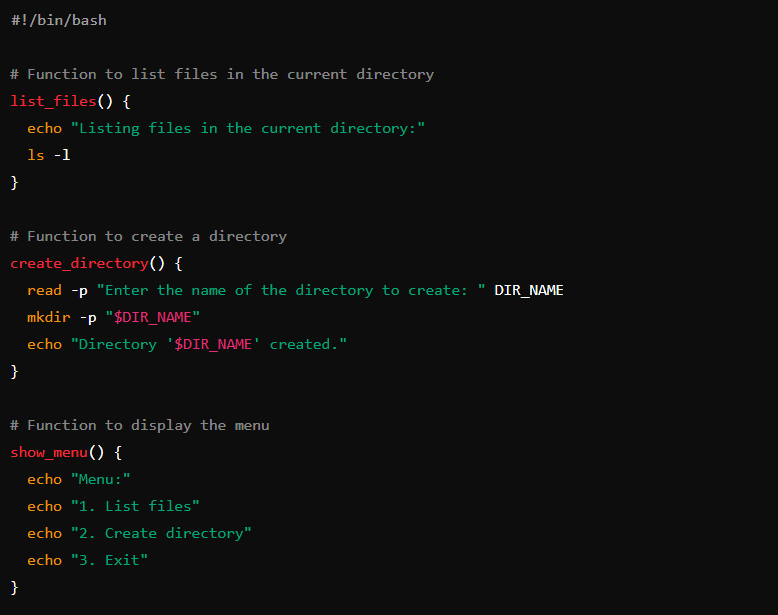 #!/bin/bash

# Function to list files in the current directory
list_files() {
  echo "Listing files in the current directory:"
  ls -l
}

# Function to create a directory
create_directory() {
  read -p "Enter the name of the directory to create: " DIR_NAME
  mkdir -p "$DIR_NAME"
  echo "Directory '$DIR_NAME' created."
}

# Function to display the menu
show_menu() {
  echo "Menu:"
  echo "1. List files"
  echo "2. Create directory"
  echo "3. Exit"
}